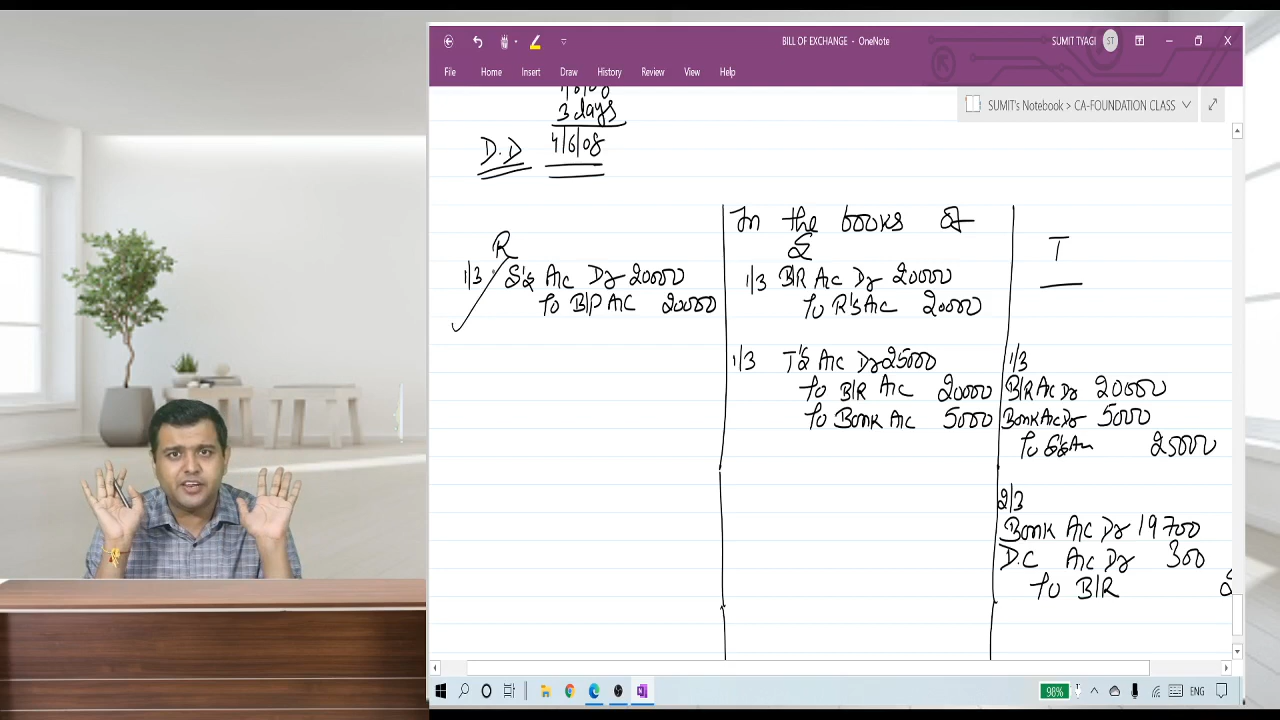 BILL OF EXCHANGE - OneNote
SUMIT TYAGI ST
File Home Insert Draw History Review View Help
SUMIT's Notebook > CA-FOUNDATION CLASS
3 days
D.D 4/6/08
In the books of
R
S
T
1/3 S's A/c Dr 20000
To B/P A/C 20000
1/3 B/R A/c Dr 20000
To R's A/c 20000
1/3 T's A/c Dr 25000
To B/R A/c 20000
To Bank A/c 5000
1/3
B/R A/c Dr 20000
Bank A/c Dr 5000
To S's A/c 25000
2/3
Bank A/c Dr 19700
D.C A/c Dr 300
To B/R
98%
ENG